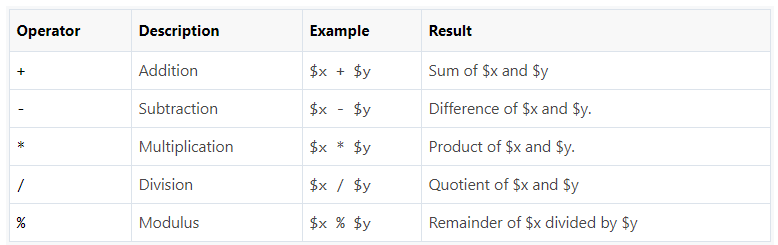 Operator Description Example Result
+ Addition $x + $y Sum of $x and $y
- Subtraction $x - $y Difference of $x and $y.
* Multiplication $x * $y Product of $x and $y.
/ Division $x / $y Quotient of $x and $y
% Modulus $x % $y Remainder of $x divided by $y